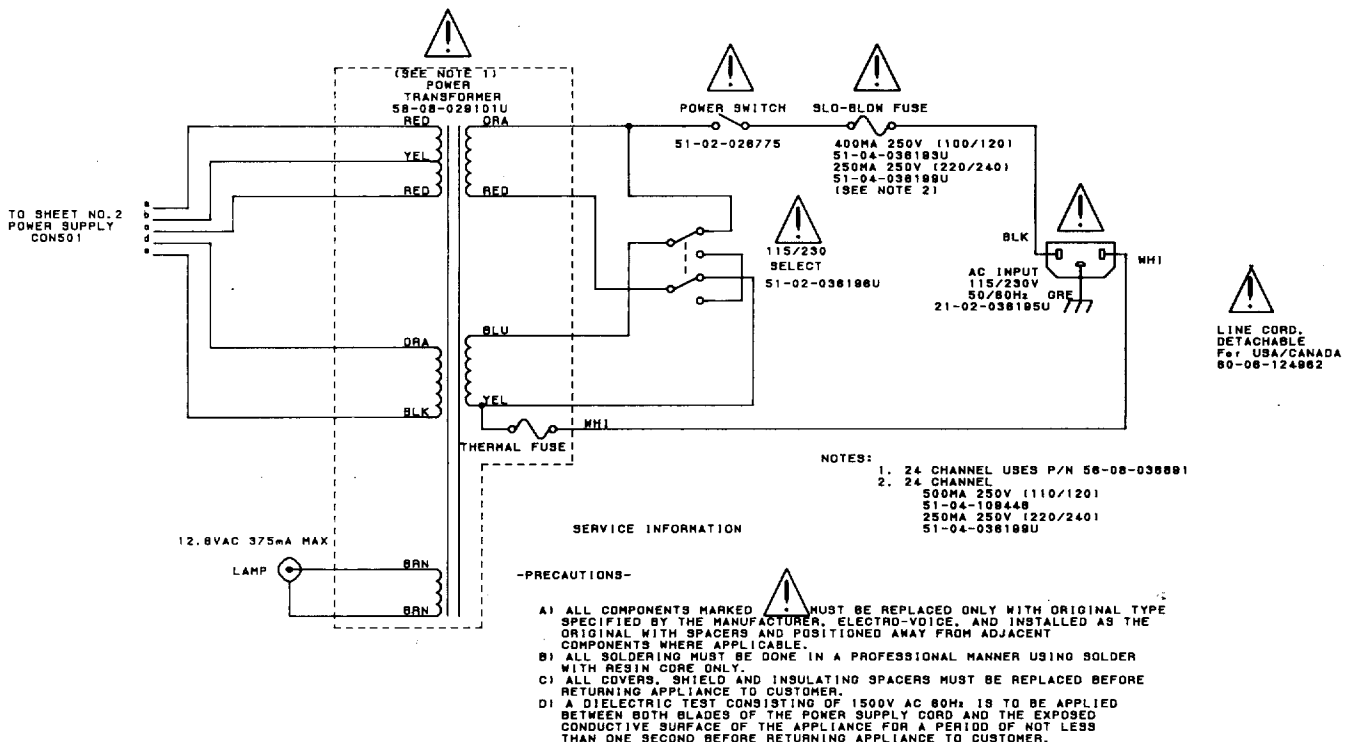 (SEE NOTE 1)
POWER
TRANSFORMER
58-08-029101U
RED
ORA
YEL
RED
RED
TO SHEET NO.2
POWER SUPPLY
CON501
a
b
c
d
e
POWER SWITCH
51-02-026775
SLO-BLOW FUSE
400MA 250V (100/120)
51-04-036193U
250MA 250V (220/240)
51-04-036199U
(SEE NOTE 2)
115/230
SELECT
51-02-036196U
BLK
WHI
AC INPUT
115/230V
50/60Hz
GRE
21-02-036195U
LINE CORD,
DETACHABLE
For USA/CANADA
60-06-124962
ORA
BLU
BLK
YEL
WHI
THERMAL FUSE
NOTES:
1. 24 CHANNEL USES P/N 56-08-036891
2. 24 CHANNEL
500MA 250V (110/120)
51-04-109446
250MA 250V (220/240)
51-04-036199U
12.8VAC 375mA MAX
LAMP
BRN
BRN
SERVICE INFORMATION
-PRECAUTIONS-
A) ALL COMPONENTS MARKED ! MUST BE REPLACED ONLY WITH ORIGINAL TYPE
SPECIFIED BY THE MANUFACTURER, ELECTRO-VOICE, AND INSTALLED AS THE
ORIGINAL WITH SPACERS AND POSITIONED AWAY FROM ADJACENT
COMPONENTS WHERE APPLICABLE.
B) ALL SOLDERING MUST BE DONE IN A PROFESSIONAL MANNER USING SOLDER
WITH RESIN CORE ONLY.
C) ALL COVERS, SHIELD AND INSULATING SPACERS MUST BE REPLACED BEFORE
RETURNING APPLIANCE TO CUSTOMER.
D) A DIELECTRIC TEST CONSISTING OF 1500V AC 60Hz IS TO BE APPLIED
BETWEEN BOTH BLADES OF THE POWER SUPPLY CORD AND THE EXPOSED
CONDUCTIVE SURFACE OF THE APPLIANCE FOR A PERIOD OF NOT LESS
THAN ONE SECOND BEFORE RETURNING APPLIANCE TO CUSTOMER.